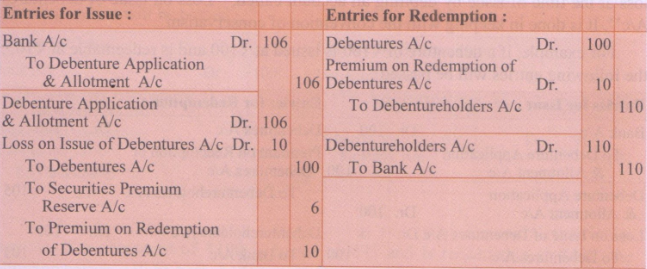 Entries for Issue :
Bank A/c Dr. 106
To Debenture Application
& Allotment A/c 106
Debenture Application
& Allotment A/c Dr. 106
Loss on Issue of Debentures A/c Dr. 10
To Debentures A/c 100
To Securities Premium
Reserve A/c 6
To Premium on Redemption
of Debentures A/c 10
Entries for Redemption :
Debentures A/c Dr. 100
Premium on Redemption of
Debentures A/c Dr. 10
To Debentureholders A/c 110
Debentureholders A/c Dr. 110
To Bank A/c 110